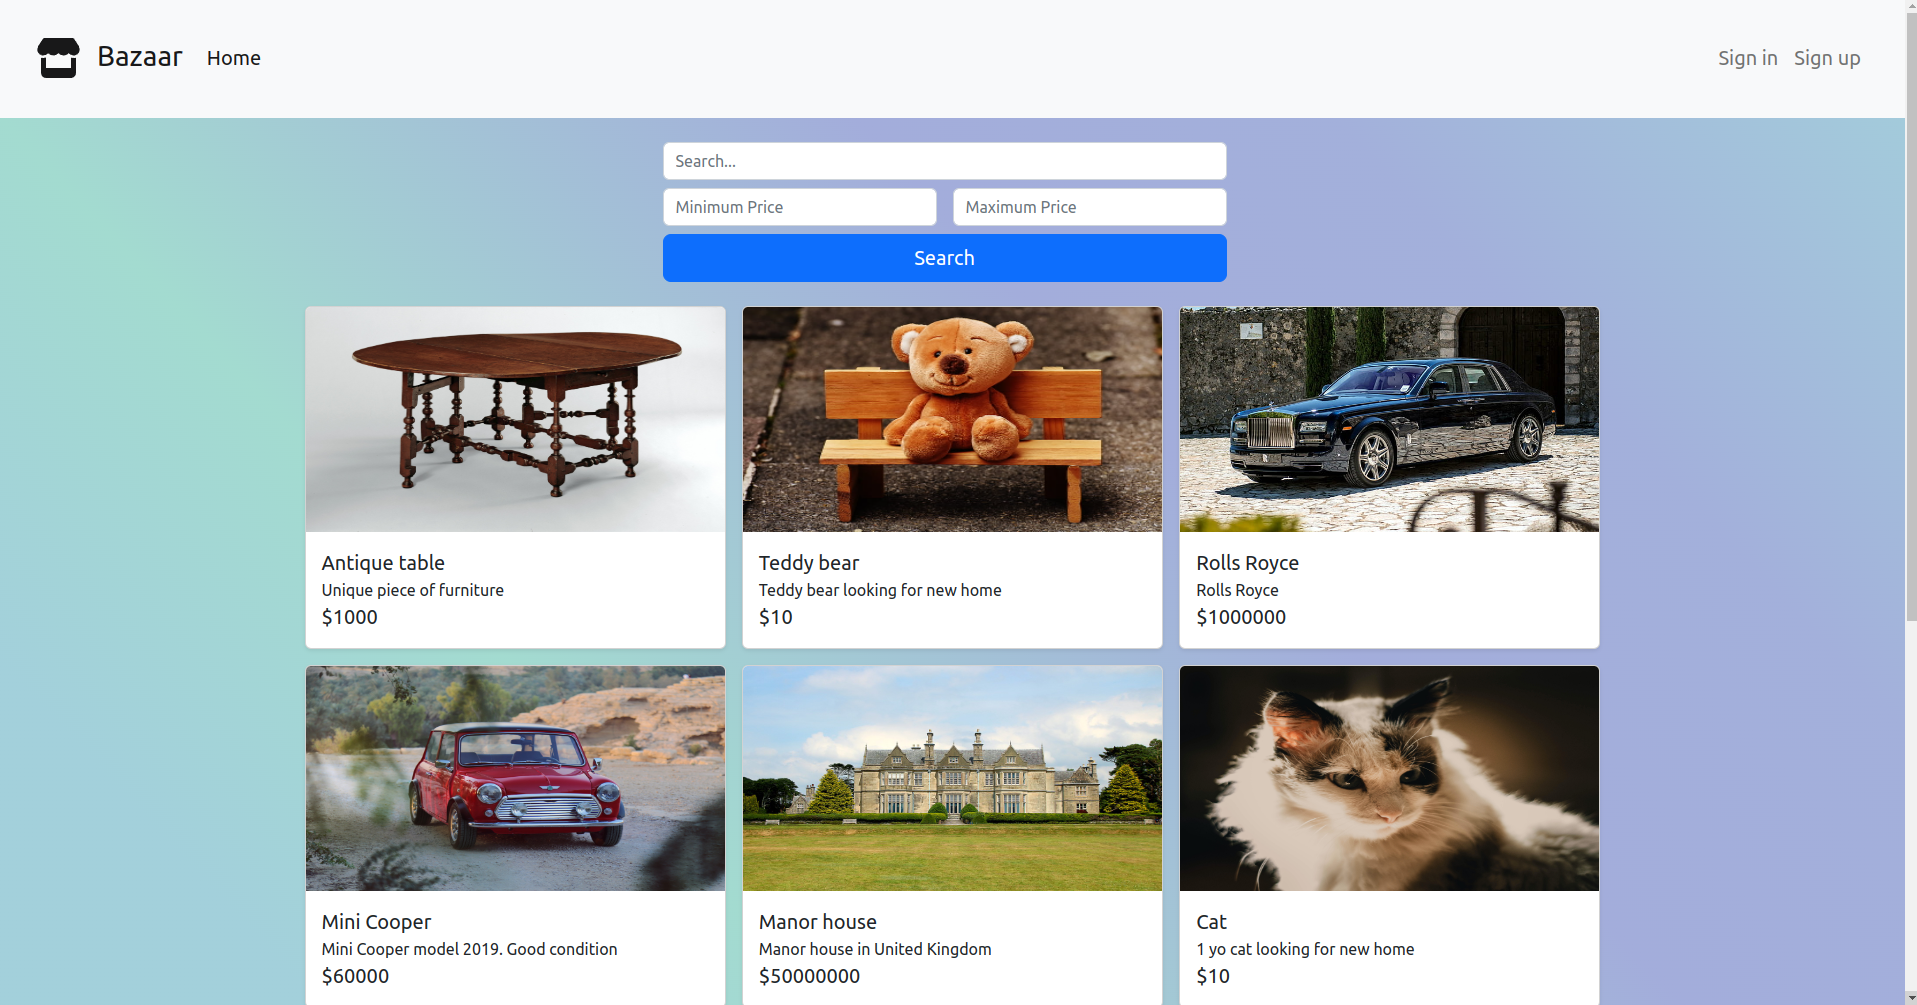 Bazaar Home Sign in Sign up
Search...
Minimum Price Maximum Price
Search
Antique table
Unique piece of furniture
$1000
Teddy bear
Teddy bear looking for new home
$10
Rolls Royce
Rolls Royce
$1000000
Mini Cooper
Mini Cooper model 2019. Good condition
$60000
Manor house
Manor house in United Kingdom
$50000000
Cat
1 yo cat looking for new home
$10